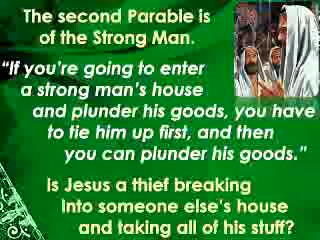 The second Parable is
of the Strong Man.
“If you’re going to enter
a strong man’s house
and plunder his goods, you have
to tie him up first, and then
you can plunder his goods.”
Is Jesus a thief breaking
into someone else’s house
and taking all of his stuff?